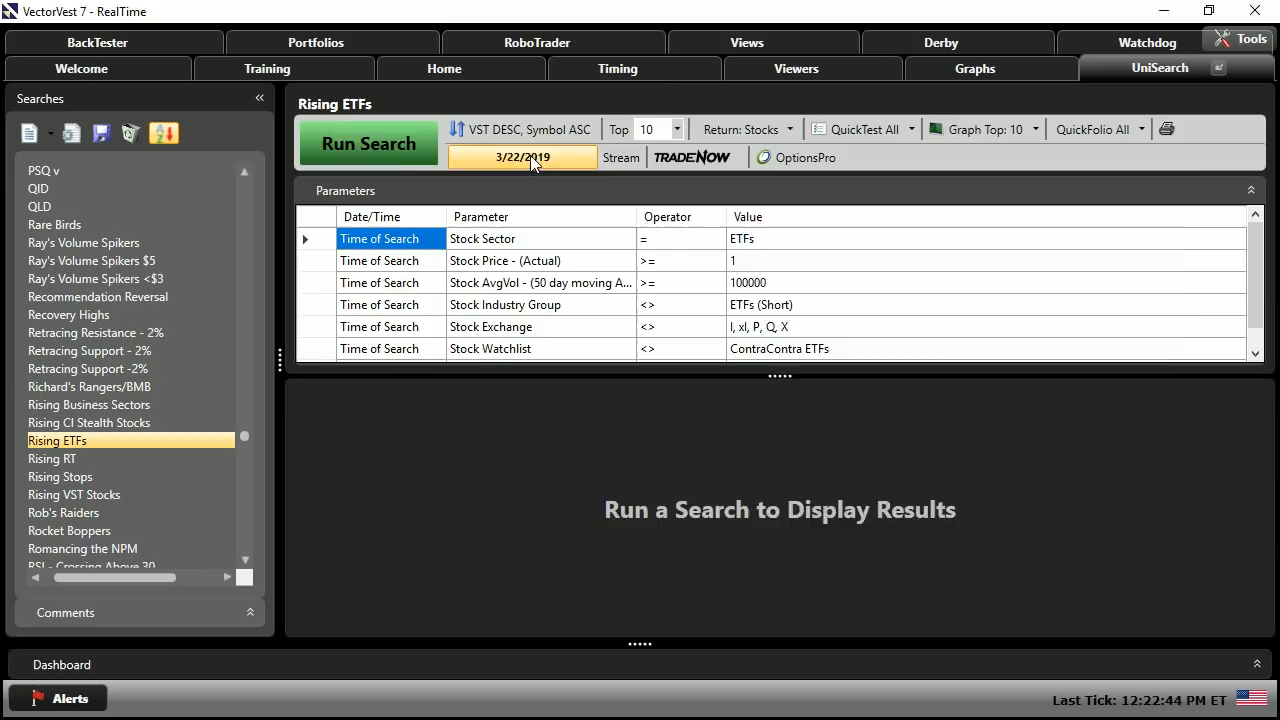 VectorVest 7 - RealTime
BackTester Portfolios RoboTrader Views Derby Watchdog Tools
Welcome Training Home Timing Viewers Graphs UniSearch
Searches
PSQ v
QID
QLD
Rare Birds
Ray's Volume Spikers
Ray's Volume Spikers $5
Ray's Volume Spikers <$3
Recommendation Reversal
Recovery Highs
Retracing Resistance - 2%
Retracing Support - 2%
Retracing Support -2%
Richard's Rangers/BMB
Rising Business Sectors
Rising CI Stealth Stocks
Rising ETFs
Rising RT
Rising Stops
Rising VST Stocks
Rob's Raiders
Rocket Boppers
Romancing the NPM
RSI - Crossing Above 30
Comments
Rising ETFs
Run Search
VST DESC, Symbol ASC Top 10 Return: Stocks QuickTest All Graph Top: 10 QuickFolio All
3/22/2019 Stream TRADENOW OptionsPro
Parameters
Date/Time Parameter Operator Value
Time of Search Stock Sector = ETFs
Time of Search Stock Price - (Actual) >= 1
Time of Search Stock AvgVol - (50 day moving A... >= 100000
Time of Search Stock Industry Group <> ETFs (Short)
Time of Search Stock Exchange <> I, xl, P, Q, X
Time of Search Stock Watchlist <> ContraContra ETFs
Run a Search to Display Results
Dashboard
Alerts
Last Tick: 12:22:44 PM ET